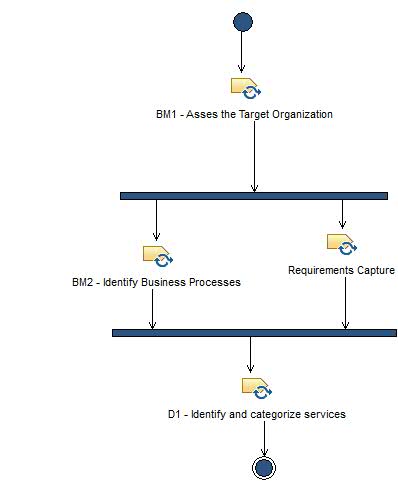 BM1 - Asses the Target Organization
BM2 - Identify Business Processes
Requirements Capture
D1 - Identify and categorize services